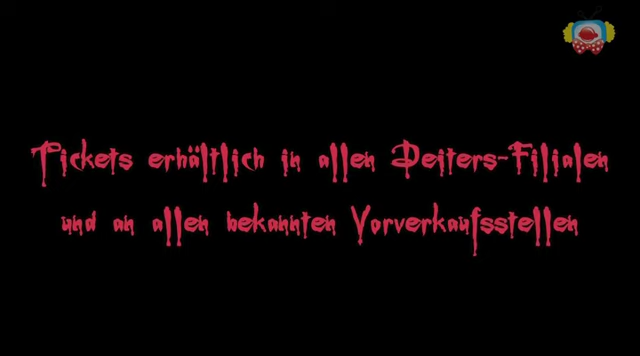 Tickets erhältlich in allen Deiters-Filialen
und an allen bekannten Vorverkaufsstellen